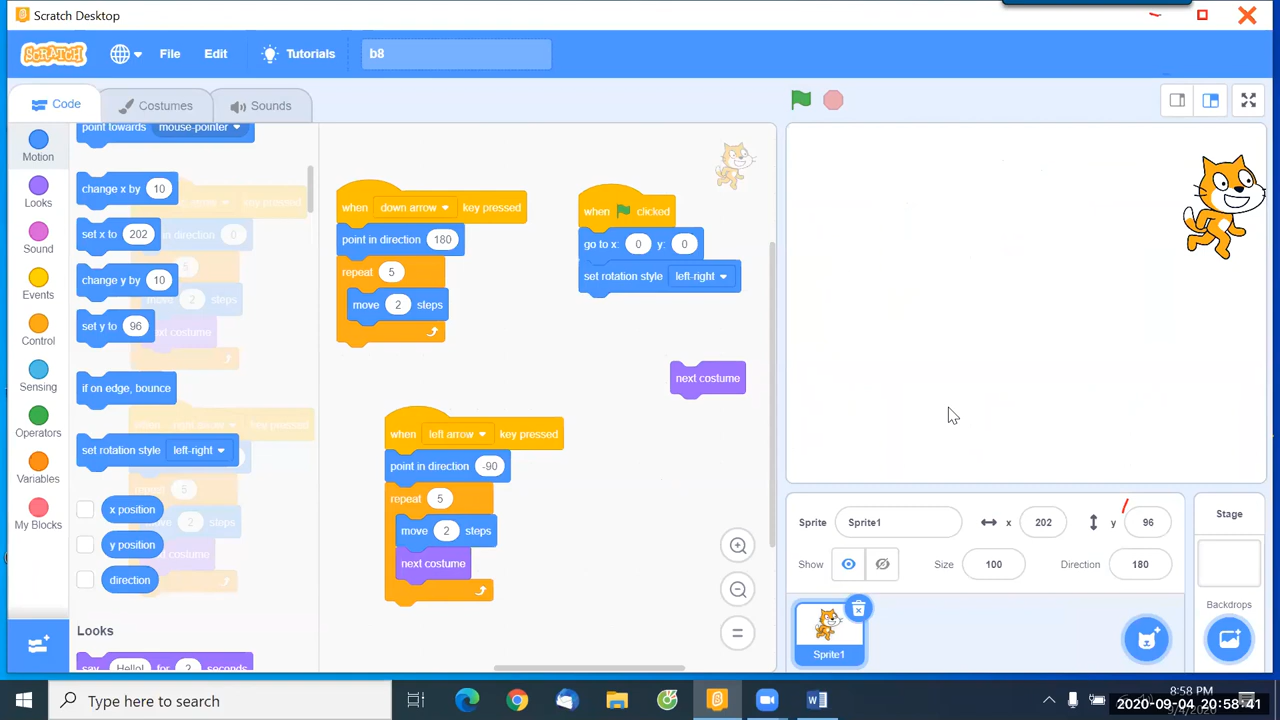 Scratch Desktop
SCRATCH
File
Edit
Tutorials
b8
Code
Costumes
Sounds
Motion
Looks
Sound
Events
Control
Sensing
Operators
Variables
My Blocks
point towards mouse-pointer
change x by 10
set x to 202
change y by 10
set y to 96
if on edge, bounce
set rotation style left-right
x position
y position
direction
Looks
say Hello! for 2 seconds
when down arrow key pressed
point in direction 180
repeat 5
move 2 steps
when clicked
go to x: 0 y: 0
set rotation style left-right
next costume
when left arrow key pressed
point in direction -90
repeat 5
move 2 steps
next costume
Sprite
Sprite1
x 202
y 96
Show
Size 100
Direction 180
Sprite1
Stage
Backdrops
Type here to search
8:58 PM
2020-09-04 20:58:41